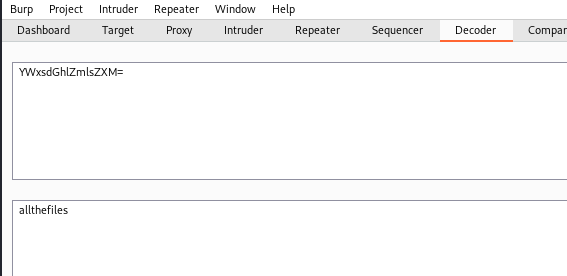 Burp Project Intruder Repeater Window Help
Dashboard Target Proxy Intruder Repeater Sequencer Decoder Compar
YWxsdGhlZmlsZXM=
allthefiles